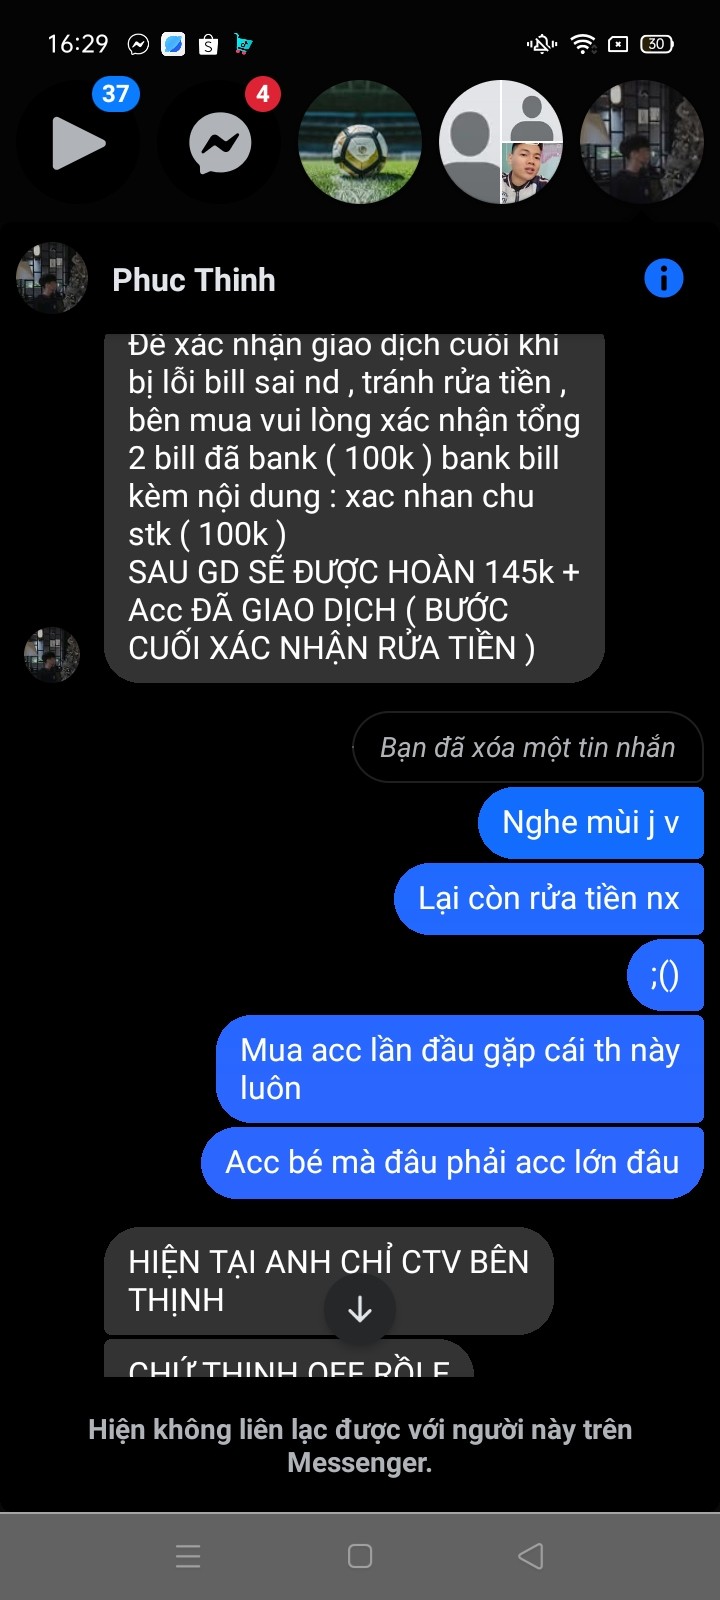 16:29
30
37
4
Phuc Thinh
Để xác nhận giao dịch cuối khi
bị lỗi bill sai nd , tránh rửa tiền ,
bên mua vui lòng xác nhận tổng
2 bill đã bank ( 100k ) bank bill
kèm nội dung : xac nhan chu
stk ( 100k )
SAU GD SẼ ĐƯỢC HOÀN 145k +
Acc ĐÃ GIAO DỊCH ( BƯỚC
CUỐI XÁC NHẬN RỬA TIỀN )
Bạn đã xóa một tin nhắn
Nghe mùi j v
Lại còn rửa tiền nx
;()
Mua acc lần đầu gặp cái th này
luôn
Acc bé mà đâu phải acc lớn đâu
HIỆN TẠI ANH CHỈ CTV BÊN
THỊNH
CHỨ THỊNH OFF RỒI E
Hiện không liên lạc được với người này trên
Messenger.